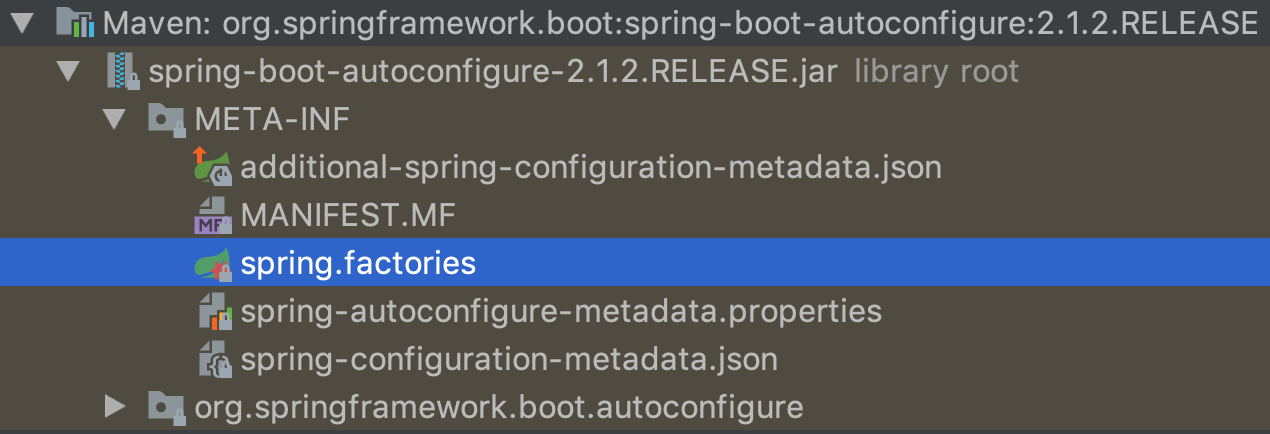 Maven: org.springframework.boot:spring-boot-autoconfigure:2.1.2.RELEASE
spring-boot-autoconfigure-2.1.2.RELEASE.jar library root
META-INF
additional-spring-configuration-metadata.json
MF MANIFEST.MF
spring.factories
spring-autoconfigure-metadata.properties
spring-configuration-metadata.json
org.springframework.boot.autoconfigure